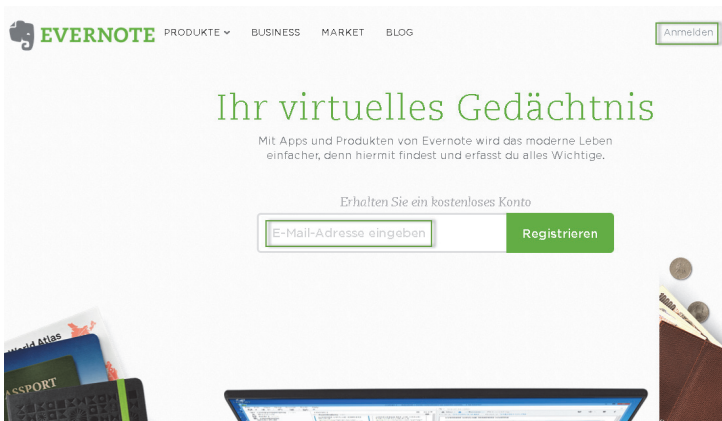 EVERNOTE PRODUKTE BUSINESS MARKET BLOG Anmelden
Ihr virtuelles Gedächtnis
Mit Apps und Produkten von Evernote wird das moderne Leben
einfacher, denn hiermit findest und erfasst du alles Wichtige.
Erhalten Sie ein kostenloses Konto
E-Mail-Adresse eingeben Registrieren
World Atlas
SSPORT